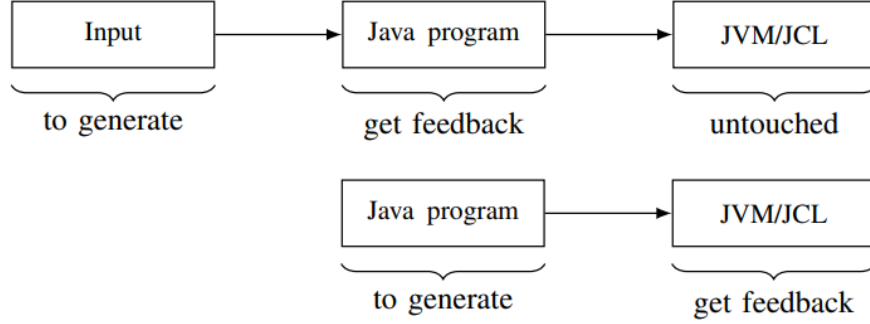 Input Java program JVM/JCL
to generate get feedback untouched
Java program JVM/JCL
to generate get feedback